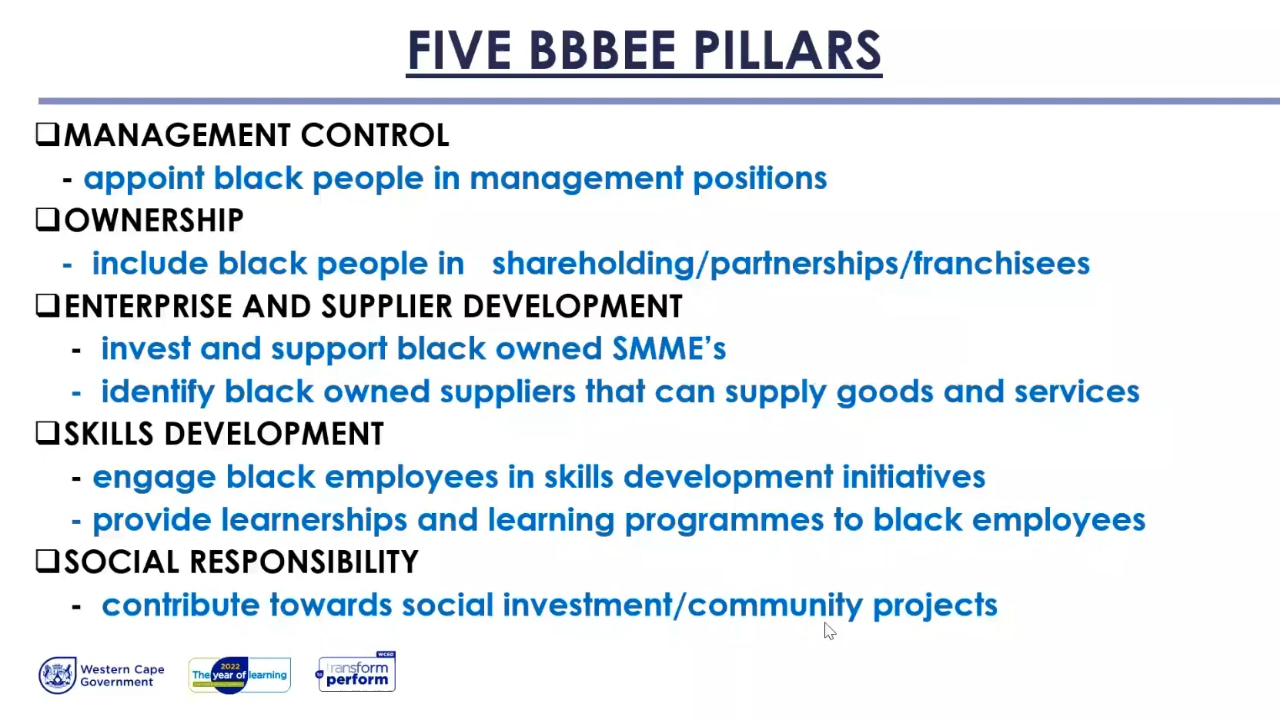 FIVE BBBEE PILLARS
❑MANAGEMENT CONTROL
- appoint black people in management positions
❑OWNERSHIP
- include black people in shareholding/partnerships/franchisees
❑ENTERPRISE AND SUPPLIER DEVELOPMENT
- invest and support black owned SMME's
- identify black owned suppliers that can supply goods and services
❑SKILLS DEVELOPMENT
- engage black employees in skills development initiatives
- provide learnerships and learning programmes to black employees
❑SOCIAL RESPONSIBILITY
- contribute towards social investment/community projects
Western Cape
Government
2022
The year of learning
WCED
transform
to perform